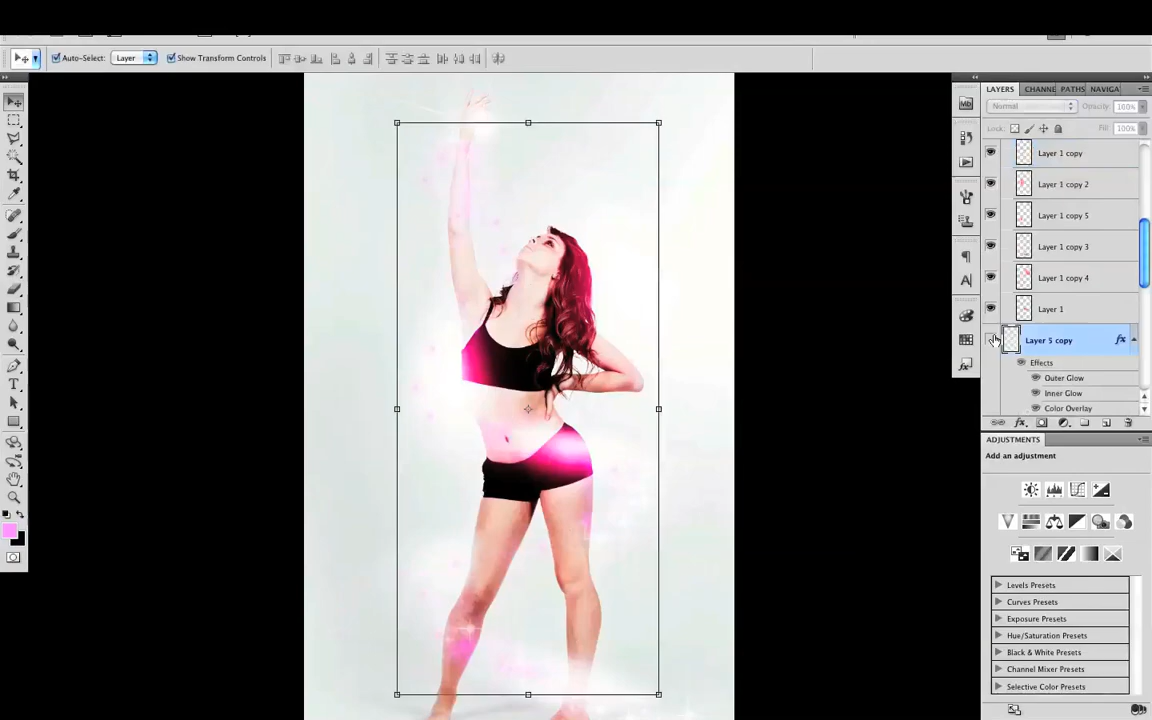 Auto-Select: Layer Show Transform Controls
LAYERS CHANNE PATHS NAVIGA
Normal Opacity: 100%
Lock: Fill: 100%
Layer 1 copy
Layer 1 copy 2
Layer 1 copy 5
Layer 1 copy 3
Layer 1 copy 4
Layer 1
Layer 5 copy fx
Effects
Outer Glow
Inner Glow
Color Overlay
ADJUSTMENTS
Add an adjustment
Levels Presets
Curves Presets
Exposure Presets
Hue/Saturation Presets
Black & White Presets
Channel Mixer Presets
Selective Color Presets